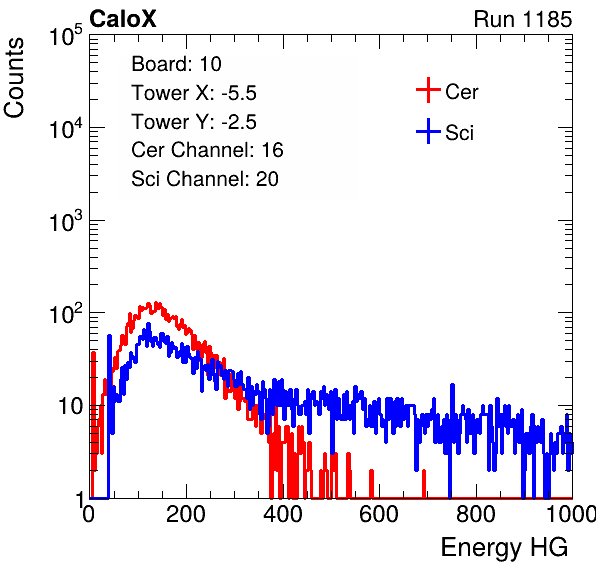 CaloX
Run 1185
Counts
10^5
10^4
10^3
10^2
10
1
Board: 10
Tower X: -5.5
Tower Y: -2.5
Cer Channel: 16
Sci Channel: 20
Cer
Sci
0 200 400 600 800 1000
Energy HG